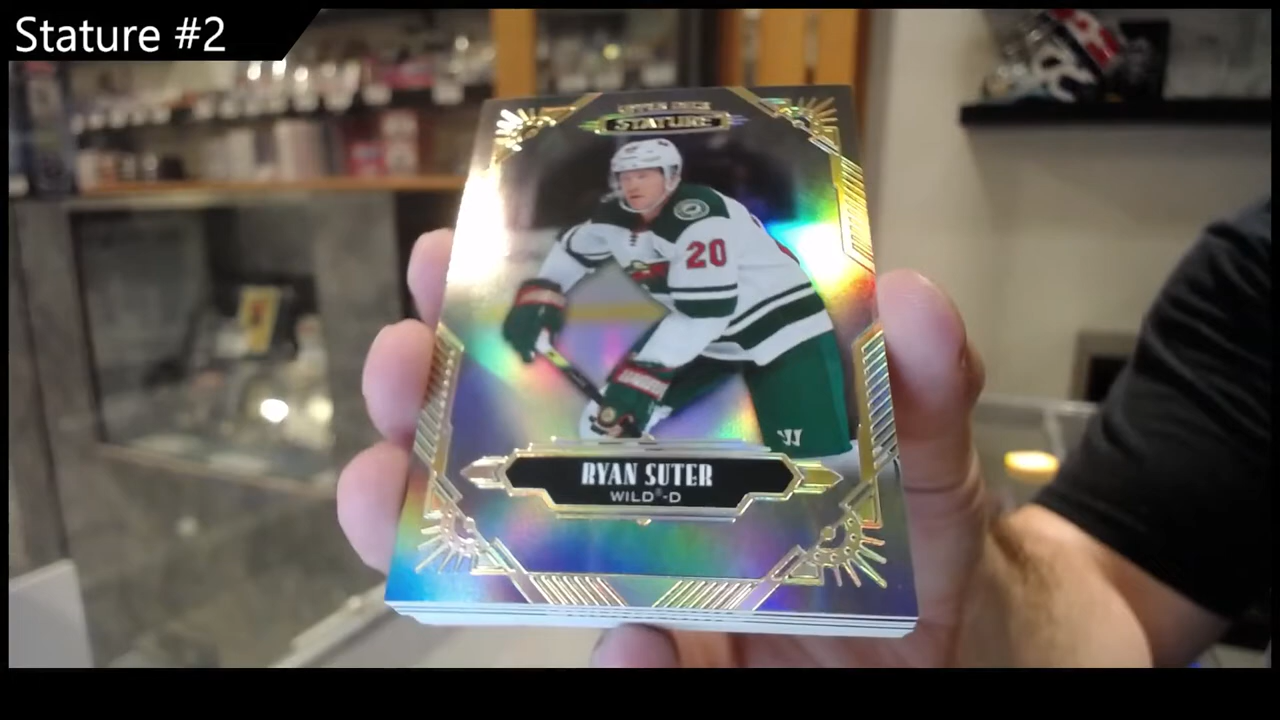 Stature #2
UPPER DECK
STATURE
20
RYAN SUTER
WILD®-D